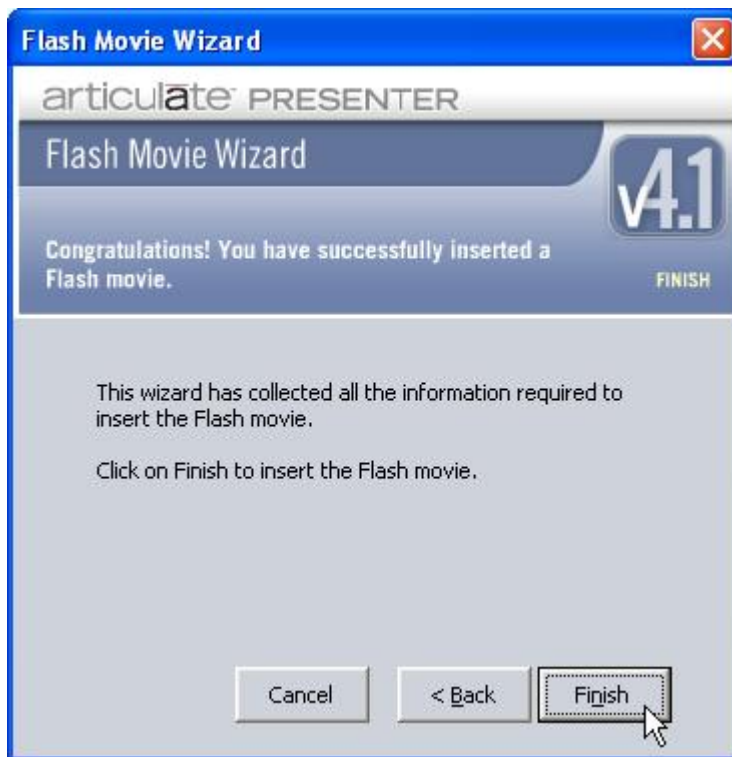 Flash Movie Wizard
articulate PRESENTER
Flash Movie Wizard
v4.1
Congratulations! You have successfully inserted a
Flash movie.
FINISH
This wizard has collected all the information required to
insert the Flash movie.
Click on Finish to insert the Flash movie.
Cancel
< Back
Finish